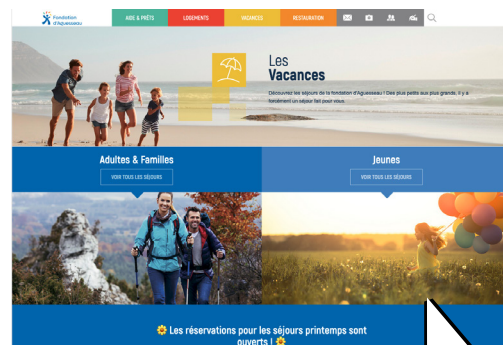 Fondation
d'Aguesseau
AIDE & PRÊTS
LOGEMENTS
VACANCES
RESTAURATION
Les
Vacances
Découvrez les séjours de la fondation d'Aguesseau ! Des plus petits aux plus grands, il y a
forcément un séjour fait pour vous.
Adultes & Familles
VOIR TOUS LES SÉJOURS
Jeunes
VOIR TOUS LES SÉJOURS
Les réservations pour les séjours printemps sont
ouverts !